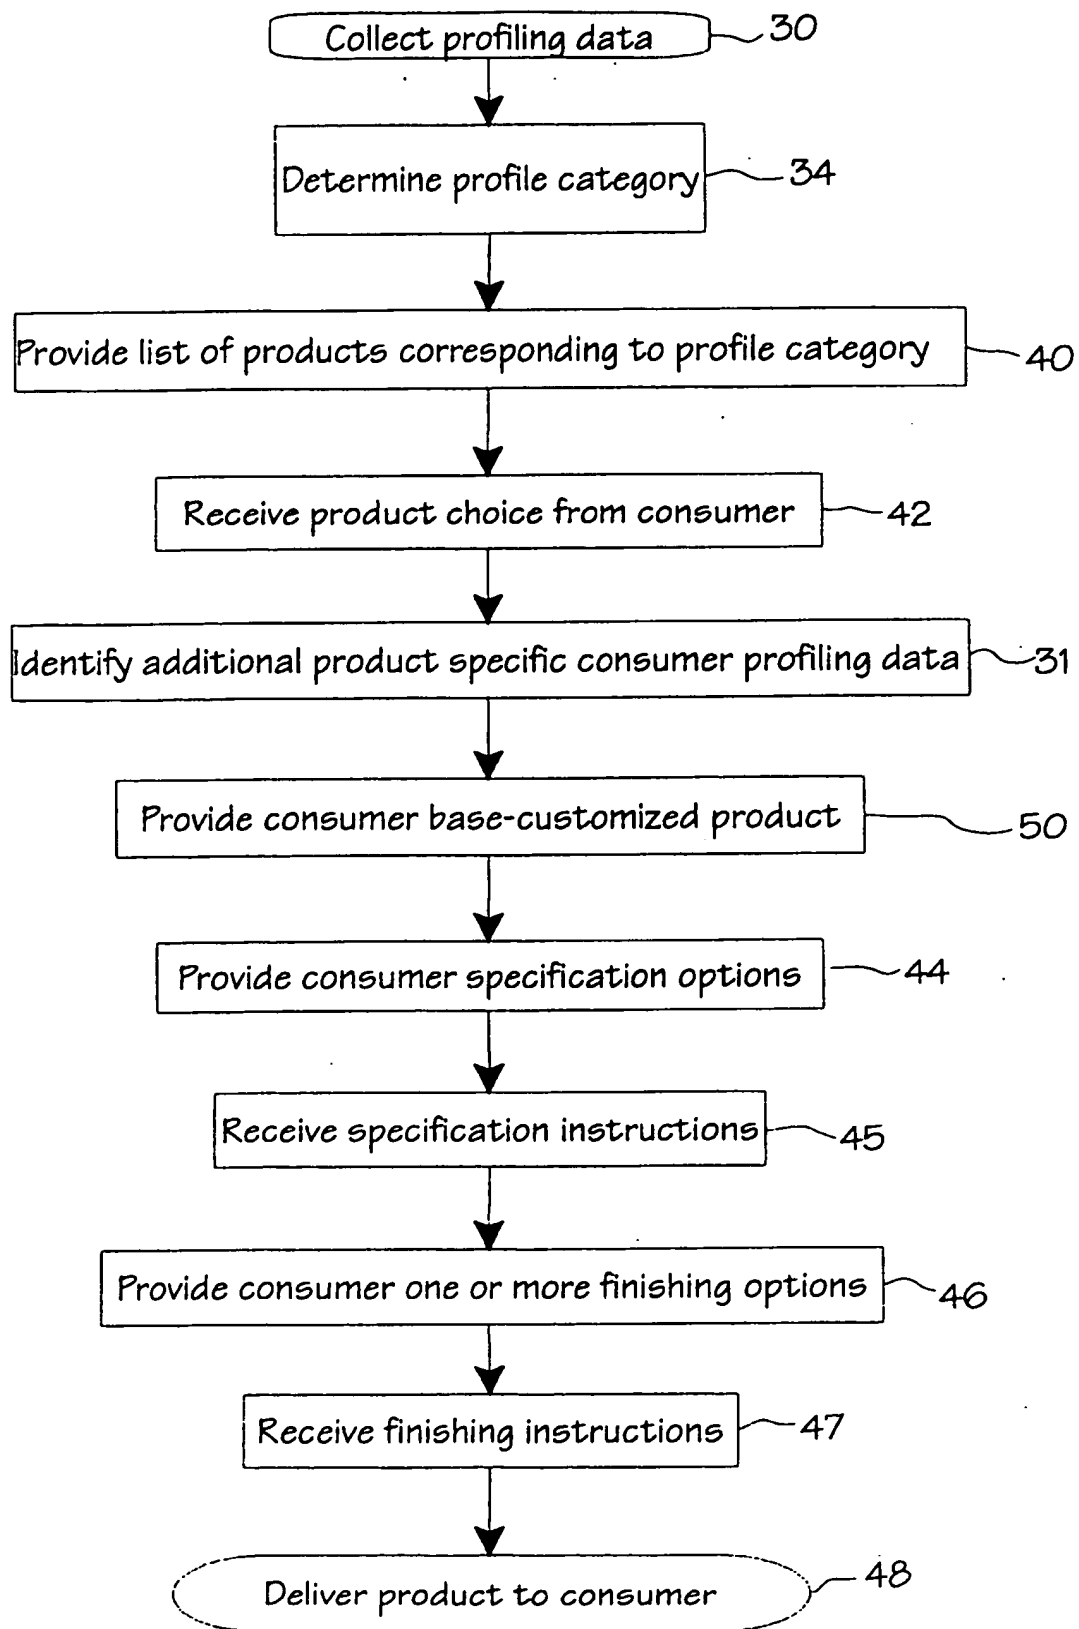 Collect profiling data
30
Determine profile category
34
Provide list of products corresponding to profile category
40
Receive product choice from consumer
42
Identify additional product specific consumer profiling data
31
Provide consumer base-customized product
50
Provide consumer specification options
44
Receive specification instructions
45
Provide consumer one or more finishing options
46
Receive finishing instructions
47
Deliver product to consumer
48